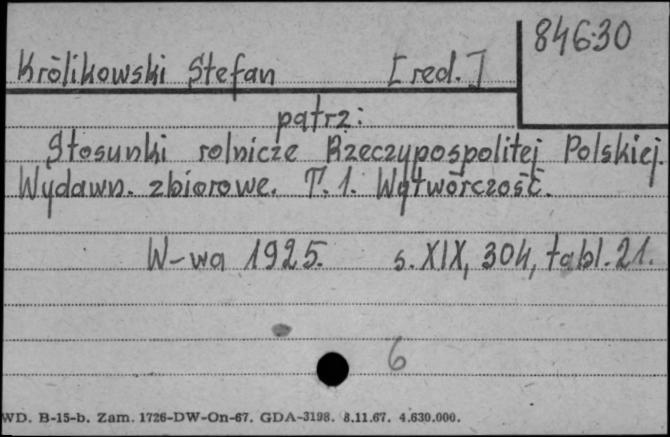 84630
Królikowski Stefan [red.]
patrz:
Stosunki rolnicze Rzeczypospolitej Polskiej.
Wydawn. zbiorowe. T. 1. Wytwórczość.
W-wa 1925. s. XIX, 304, tabl. 21.
6
WD. B-15-b. Zam. 1726-DW-On-67. GDA-3198. 8.11.67. 4.630.000.